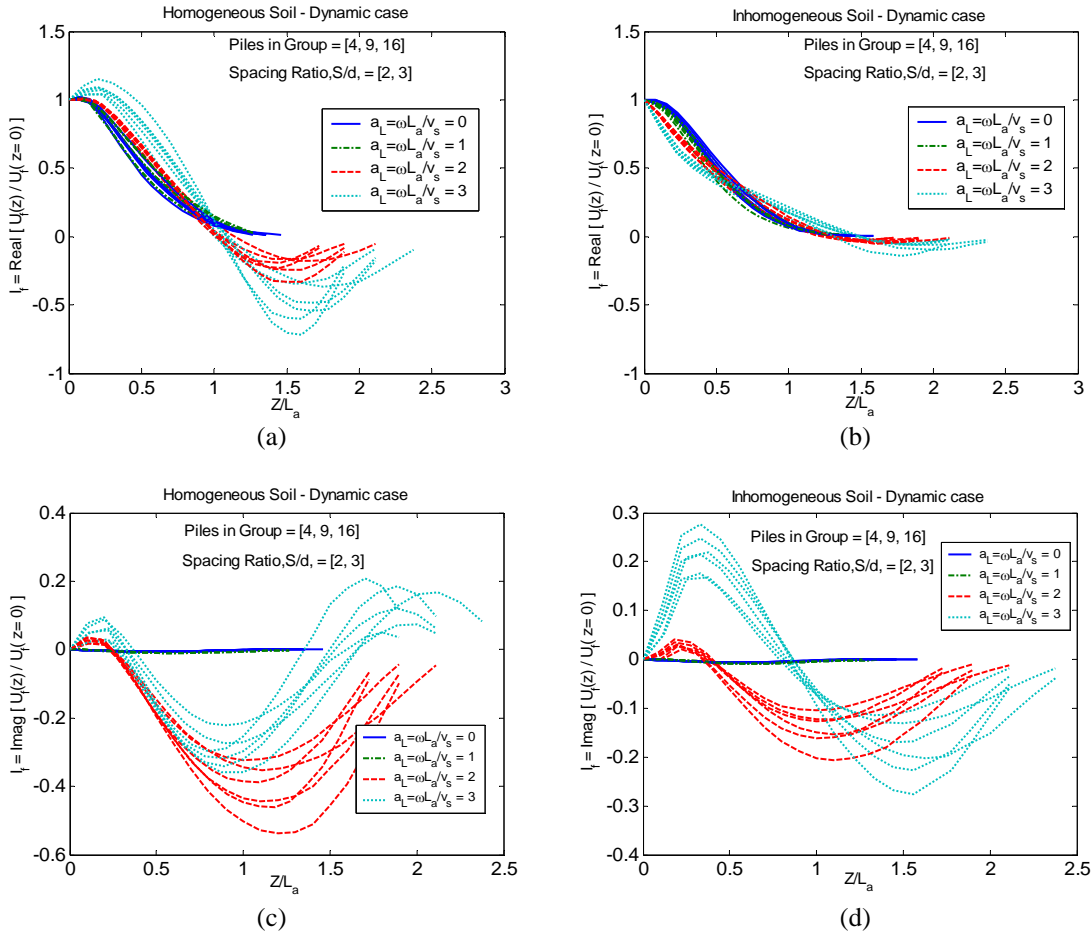 Homogeneous Soil - Dynamic case
Piles in Group = [4, 9, 16]
Spacing Ratio,S/d, = [2, 3]
a_L=ωL_a/v_s = 0
a_L=ωL_a/v_s = 1
a_L=ωL_a/v_s = 2
a_L=ωL_a/v_s = 3
I_f = Real [ U_f(z) / U_f( z= 0) ]
1.5
1
0.5
0
-0.5
-1
0 0.5 1 1.5 2 2.5 3
Z/L_a
(a)
Inhomogeneous Soil - Dynamic case
Piles in Group = [4, 9, 16]
Spacing Ratio,S/d, = [2, 3]
a_L=ωL_a/v_s = 0
a_L=ωL_a/v_s = 1
a_L=ωL_a/v_s = 2
a_L=ωL_a/v_s = 3
I_f = Real [ U_f(z) / U_f( z= 0) ]
1.5
1
0.5
0
-0.5
-1
0 0.5 1 1.5 2 2.5 3
Z/L_a
(b)
Homogeneous Soil - Dynamic case
Piles in Group = [4, 9, 16]
Spacing Ratio,S/d, = [2, 3]
a_L=ωL_a/v_s = 0
a_L=ωL_a/v_s = 1
a_L=ωL_a/v_s = 2
a_L=ωL_a/v_s = 3
I_f = Imag [ U_f(z) / U_f( z= 0) ]
0.4
0.2
0
-0.2
-0.4
-0.6
0 0.5 1 1.5 2 2.5
Z/L_a
(c)
Inhomogeneous Soil - Dynamic case
Piles in Group = [4, 9, 16]
Spacing Ratio,S/d, = [2, 3]
a_L=ωL_a/v_s = 0
a_L=ωL_a/v_s = 1
a_L=ωL_a/v_s = 2
a_L=ωL_a/v_s = 3
I_f = Imag [ U_f(z) / U_f( z= 0) ]
0.3
0.2
0.1
0
-0.1
-0.2
-0.3
-0.4
0 0.5 1 1.5 2 2.5
Z/L_a
(d)